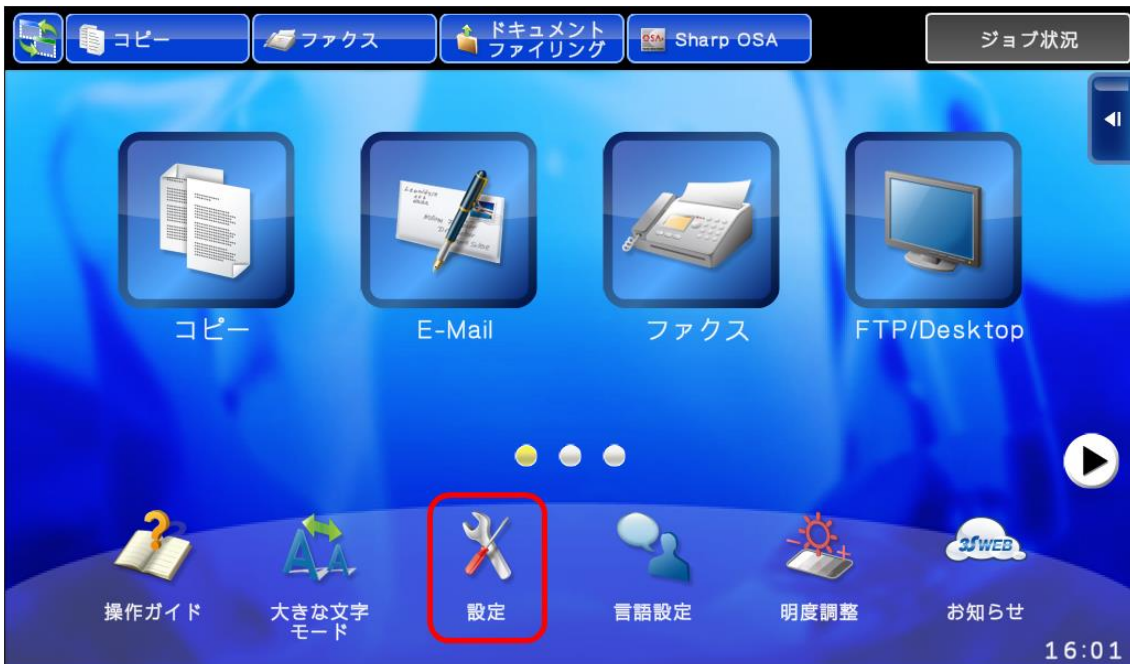 コピー
ファクス
ドキュメント
ファイリング
Sharp OSA
ジョブ状況
コピー
E-Mail
ファクス
FTP/Desktop
操作ガイド
大きな文字
モード
設定
言語設定
明度調整
お知らせ
16:01